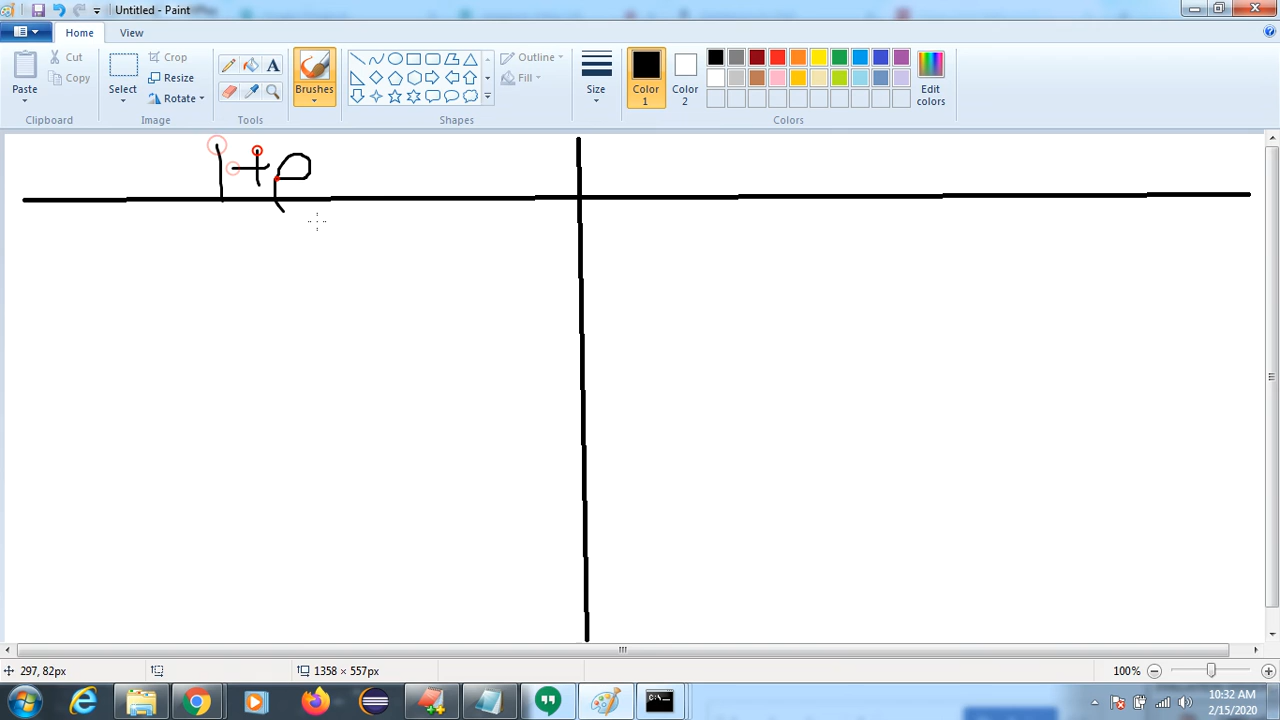 Untitled - Paint
Home View
Paste Cut Copy Select Crop Resize Rotate Brushes Outline Fill Size Color 1 Color 2 Edit colors
Clipboard Image Tools Shapes Colors
297, 82px 1358 × 557px 100%
10:32 AM
2/15/2020